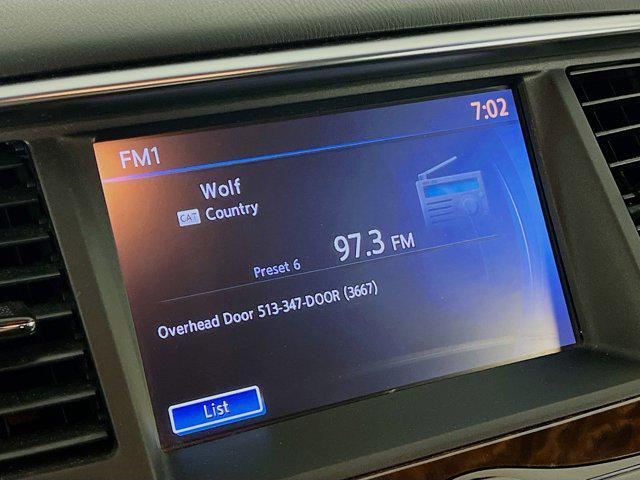 FM1
7:02
Wolf
CAT Country
97.3 FM
Preset 6
Overhead Door 513-347-DOOR (3667)
List